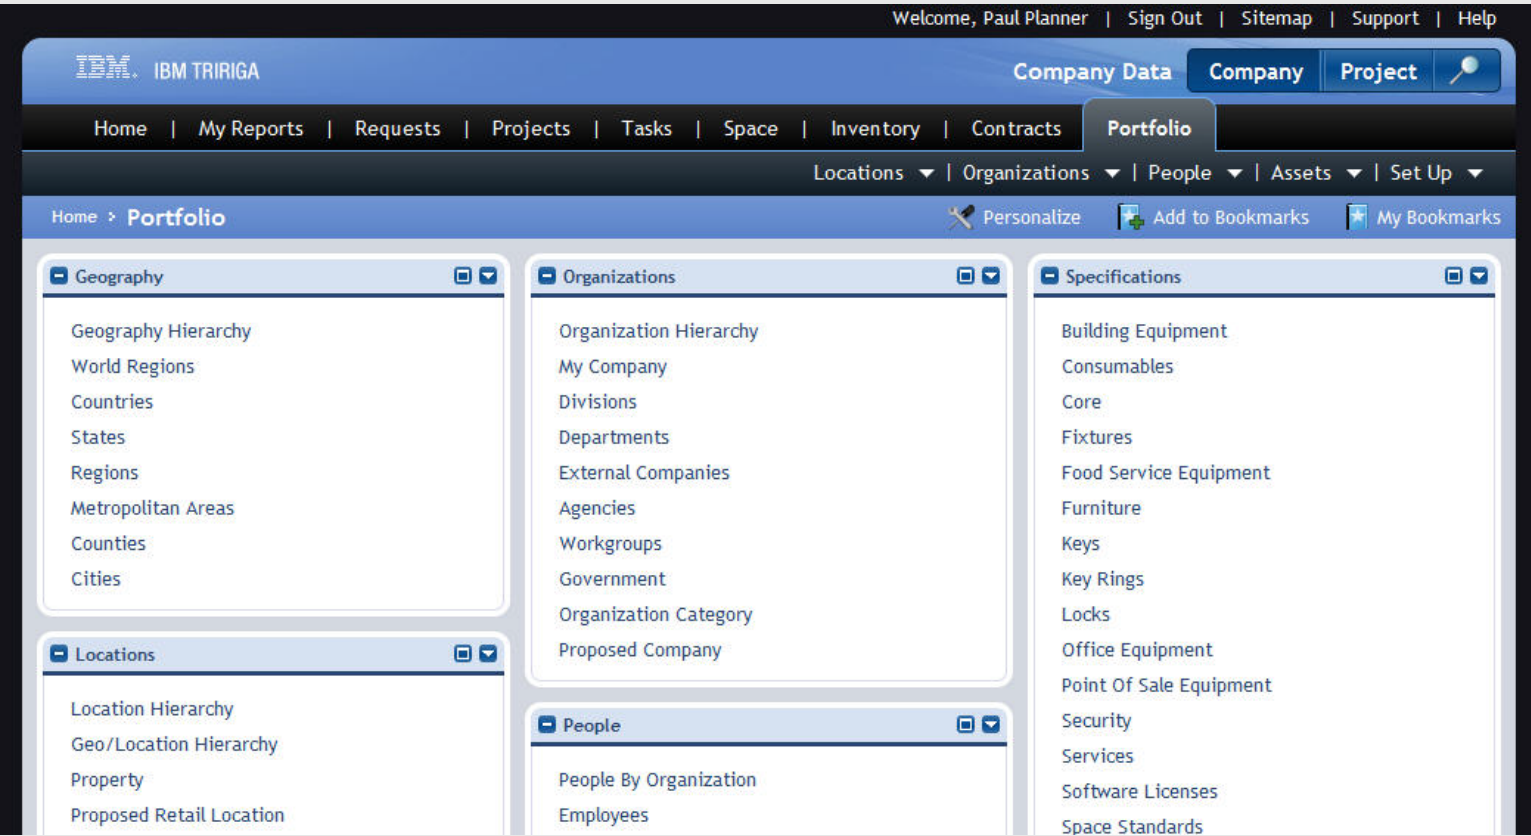 Welcome, Paul Planner | Sign Out | Sitemap | Support | Help
IBM. IBM TRIRIGA
Company Data Company Project
Home | My Reports | Requests | Projects | Tasks | Space | Inventory | Contracts Portfolio
Locations | Organizations | People | Assets | Set Up
Home Portfolio
Personalize Add to Bookmarks My Bookmarks
Geography
Geography Hierarchy
World Regions
Countries
States
Regions
Metropolitan Areas
Counties
Cities
Locations
Location Hierarchy
Geo/Location Hierarchy
Property
Proposed Retail Location
Organizations
Organization Hierarchy
My Company
Divisions
Departments
External Companies
Agencies
Workgroups
Government
Organization Category
Proposed Company
People
People By Organization
Employees
Specifications
Building Equipment
Consumables
Core
Fixtures
Food Service Equipment
Furniture
Keys
Key Rings
Locks
Office Equipment
Point Of Sale Equipment
Security
Services
Software Licenses
Space Standards